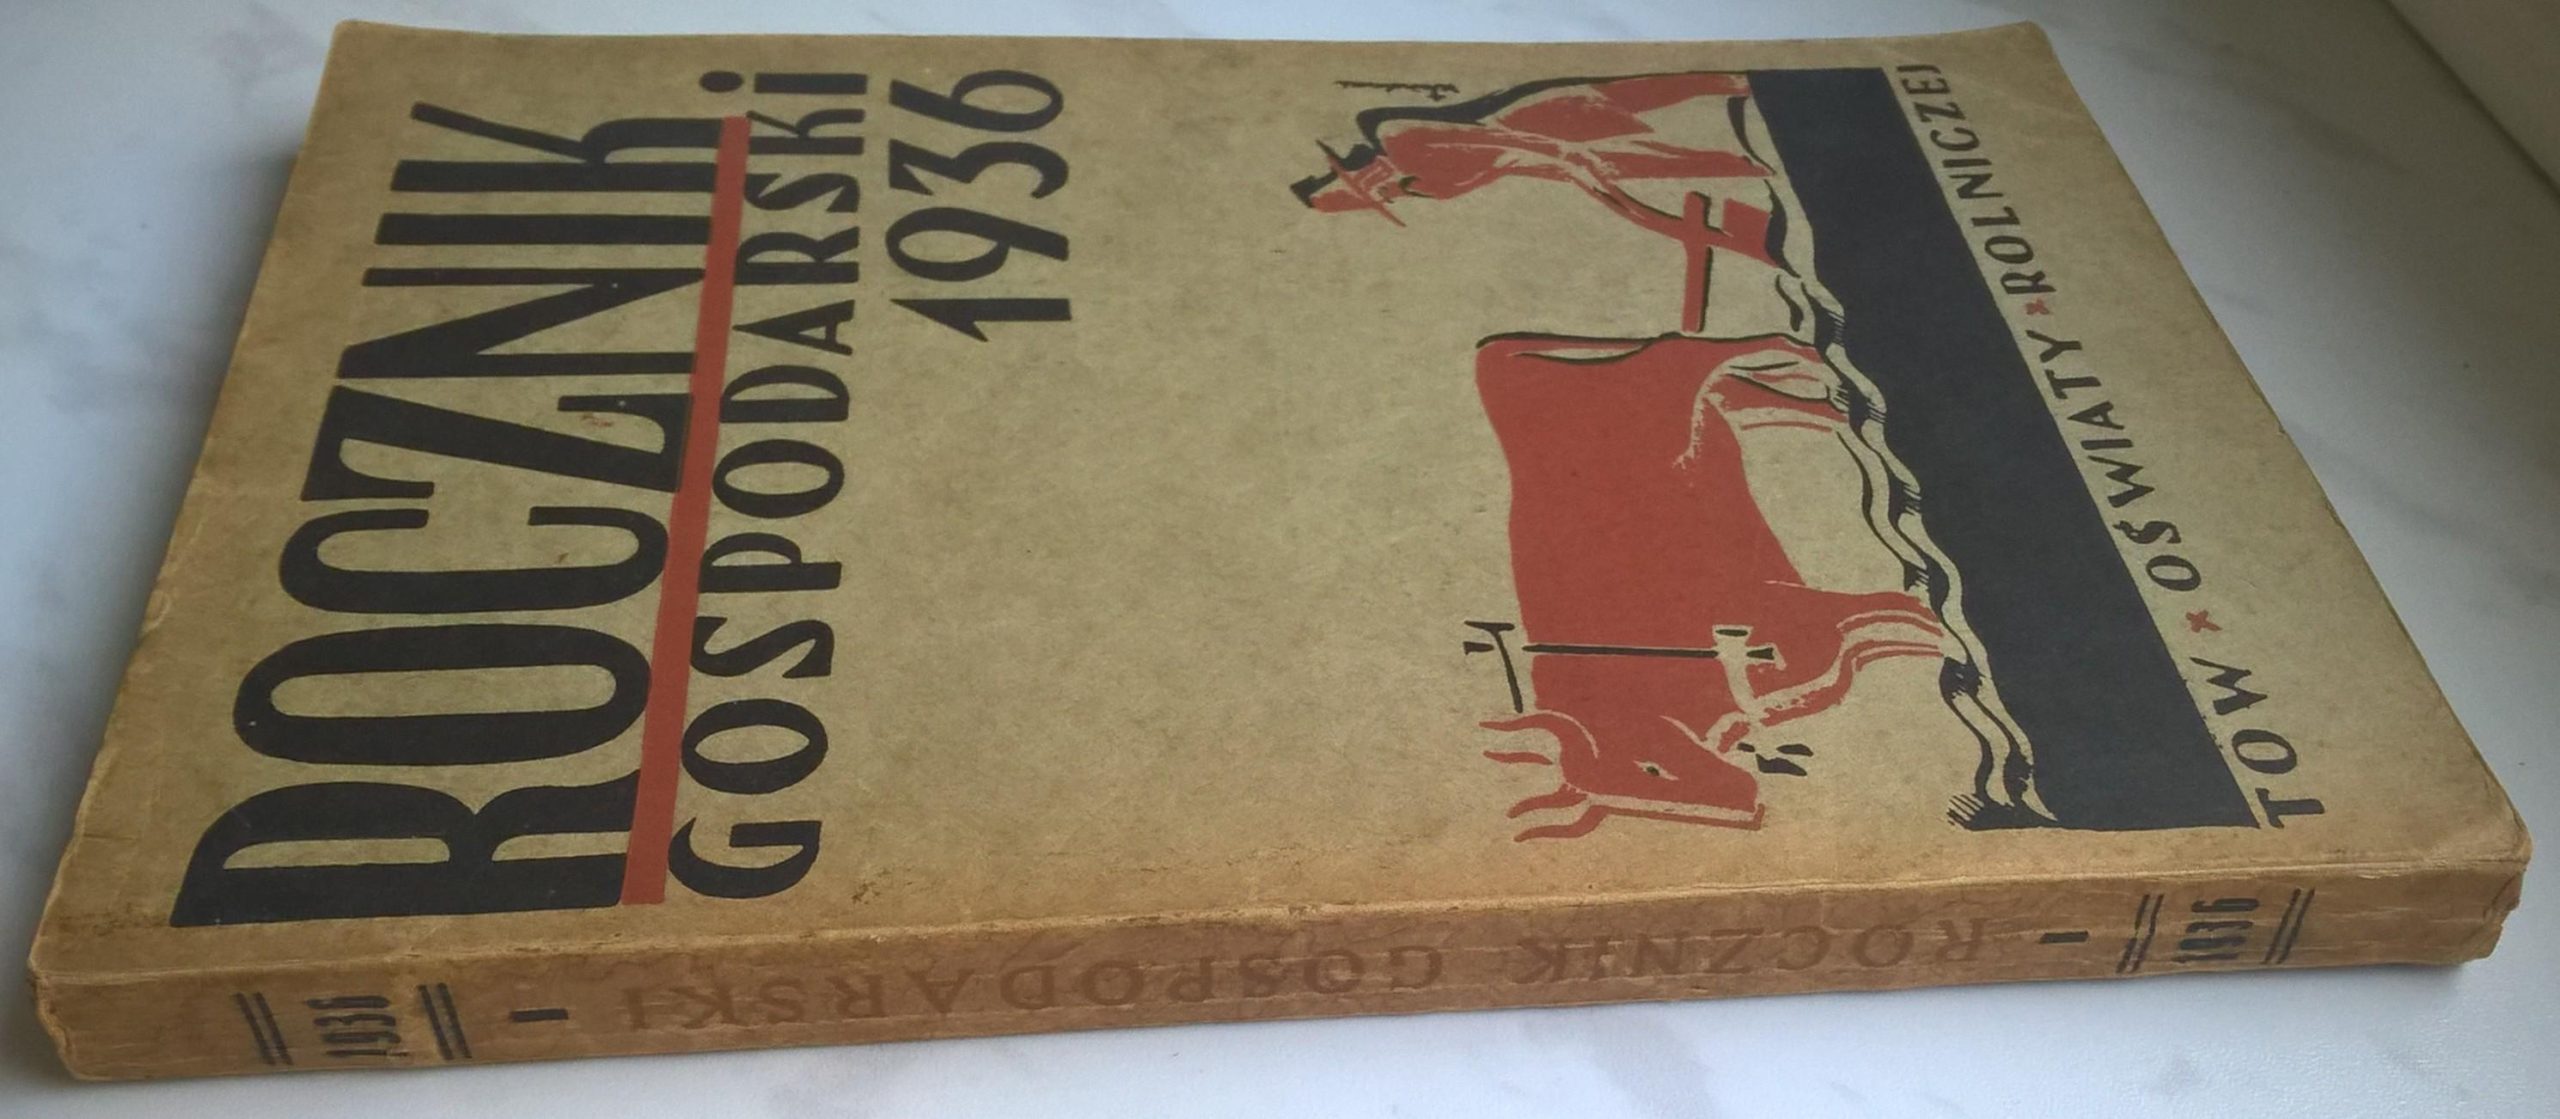 ROCZNIK
GOSPODARSKI
1936
TOW × OŚWIATY × ROLNICZEJ
1936
ROCZNIK GOSPODARSKI
1936